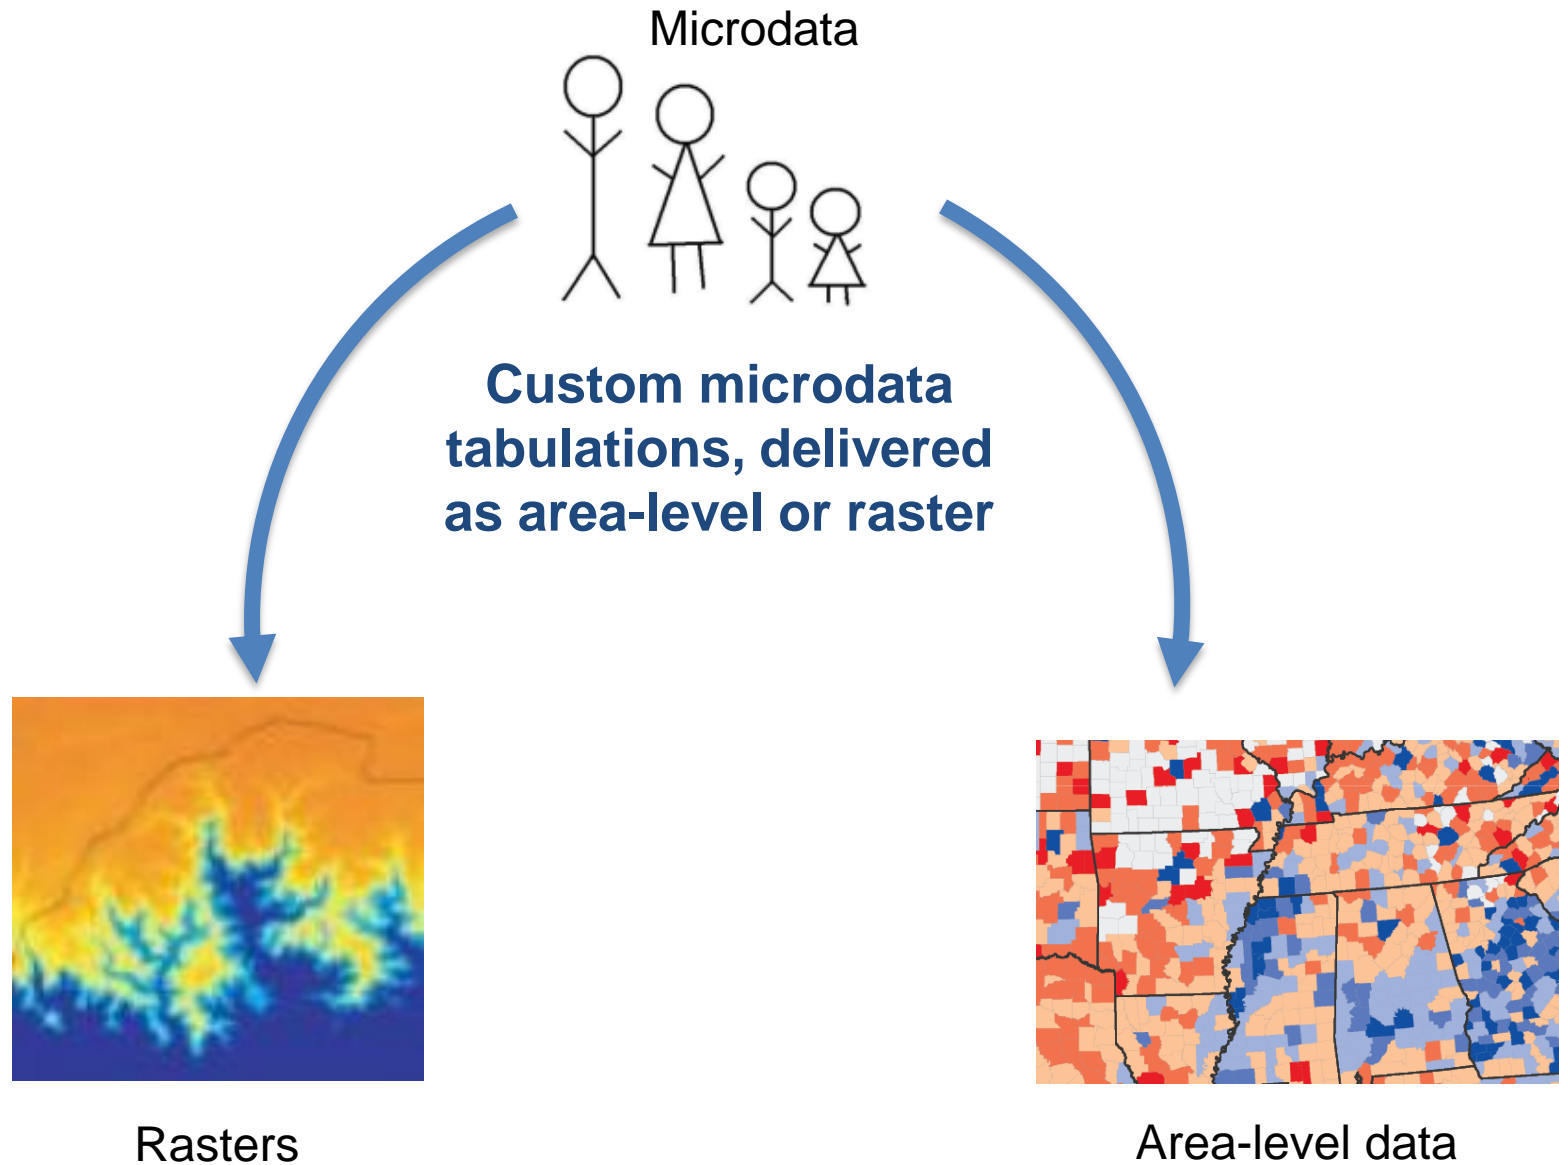 Microdata
Custom microdata
tabulations, delivered
as area-level or raster
Rasters
Area-level data